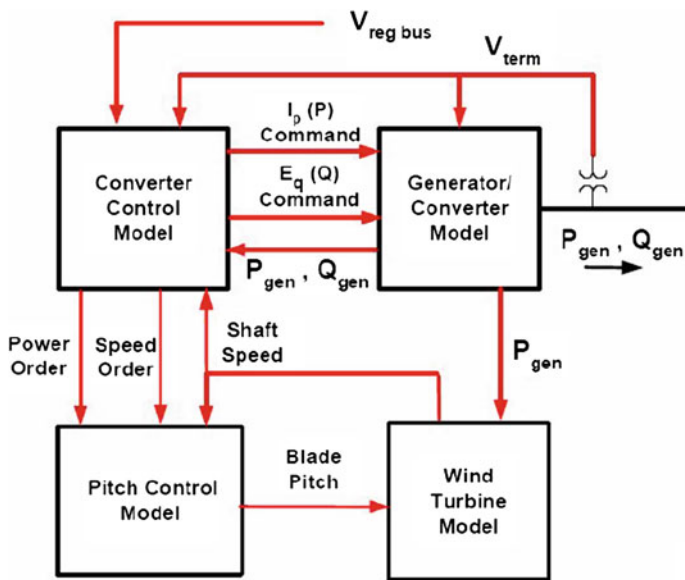 V reg bus
V term
I p (P)
Command
E q (Q)
Command
Converter
Control
Model
Generator/
Converter
Model
P gen , Q gen
P gen , Q gen
Power
Order
Speed
Order
Shaft
Speed
P gen
Pitch Control
Model
Blade
Pitch
Wind
Turbine
Model